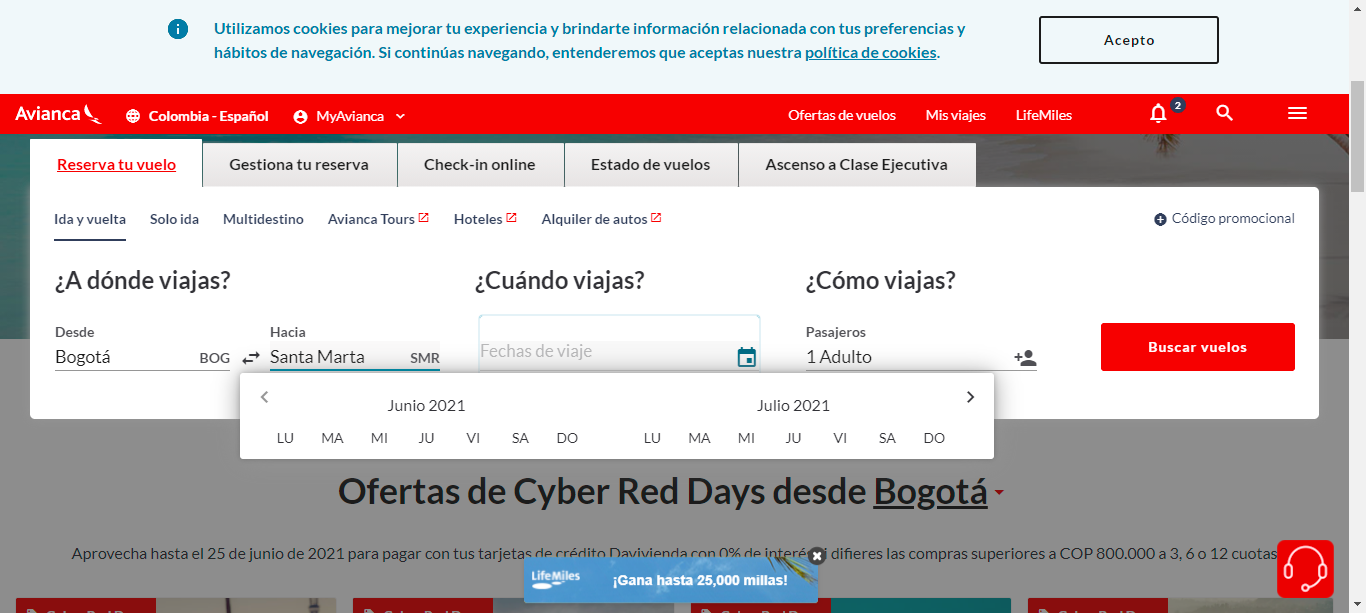 Utilizamos cookies para mejorar tu experiencia y brindarte información relacionada con tus preferencias y
hábitos de navegación. Si continúas navegando, entenderemos que aceptas nuestra política de cookies.
Acepto
Avianca
Colombia - Español
MyAvianca
Ofertas de vuelos
Mis viajes
LifeMiles
2
Reserva tu vuelo
Gestiona tu reserva
Check-in online
Estado de vuelos
Ascenso a Clase Ejecutiva
Ida y vuelta
Solo ida
Multidestino
Avianca Tours
Hoteles
Alquiler de autos
Código promocional
¿A dónde viajas?
¿Cuándo viajas?
¿Cómo viajas?
Desde
Hacia
Pasajeros
Bogotá BOG
Santa Marta SMR
Fechas de viaje
1 Adulto
Buscar vuelos
Junio 2021
Julio 2021
LU MA MI JU VI SA DO
LU MA MI JU VI SA DO
Ofertas de Cyber Red Days desde Bogotá
Aprovecha hasta el 25 de junio de 2021 para pagar con tus tarjetas de crédito Davivienda con 0% de interés difieres las compras superiores a COP 800.000 a 3, 6 o 12 cuotas
LifeMiles
¡Gana hasta 25,000 millas!